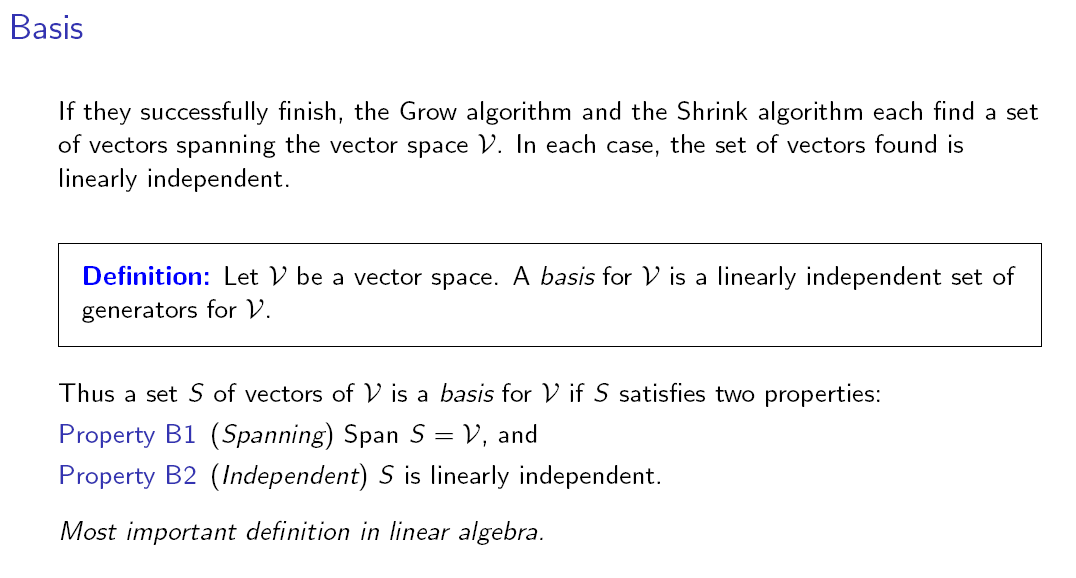 Basis
If they successfully finish, the Grow algorithm and the Shrink algorithm each find a set
of vectors spanning the vector space 𝒱. In each case, the set of vectors found is
linearly independent.
Definition: Let 𝒱 be a vector space. A basis for 𝒱 is a linearly independent set of
generators for 𝒱.
Thus a set S of vectors of 𝒱 is a basis for 𝒱 if S satisfies two properties:
Property B1 (Spanning) Span S = 𝒱, and
Property B2 (Independent) S is linearly independent.
Most important definition in linear algebra.